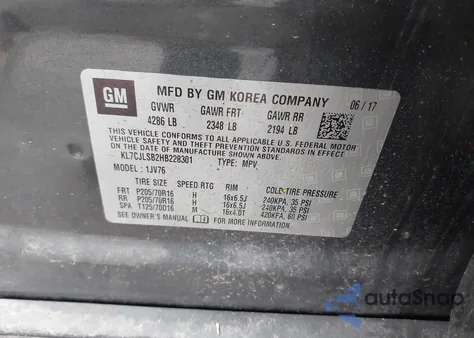 GM
MFD BY GM KOREA COMPANY 06/17
GVWR GAWR FRT GAWR RR
4286 LB 2348 LB 2194 LB
THIS VEHICLE CONFORMS TO ALL APPLICABLE U.S. FEDERAL MOTOR
VEHICLE SAFETY AND THEFT PREVENTION STANDARDS IN EFFECT ON THE
DATE OF MANUFACTURE SHOWN ABOVE.
KL7CJLSB2HB228301 TYPE: MPV
MODEL: 1JV76
TIRE SIZE SPEED RTG RIM COLD TIRE PRESSURE
FRT P205/70R16 H 16x6.5J 240KPA, 35 PSI
RR P205/70R16 H 16x6.5J 240KPA, 35 PSI
SPA T125/70D16 M 16x4.0T 420KPA, 60 PSI
SEE OWNER'S MANUAL FOR MORE INFORMATION
autoSnap